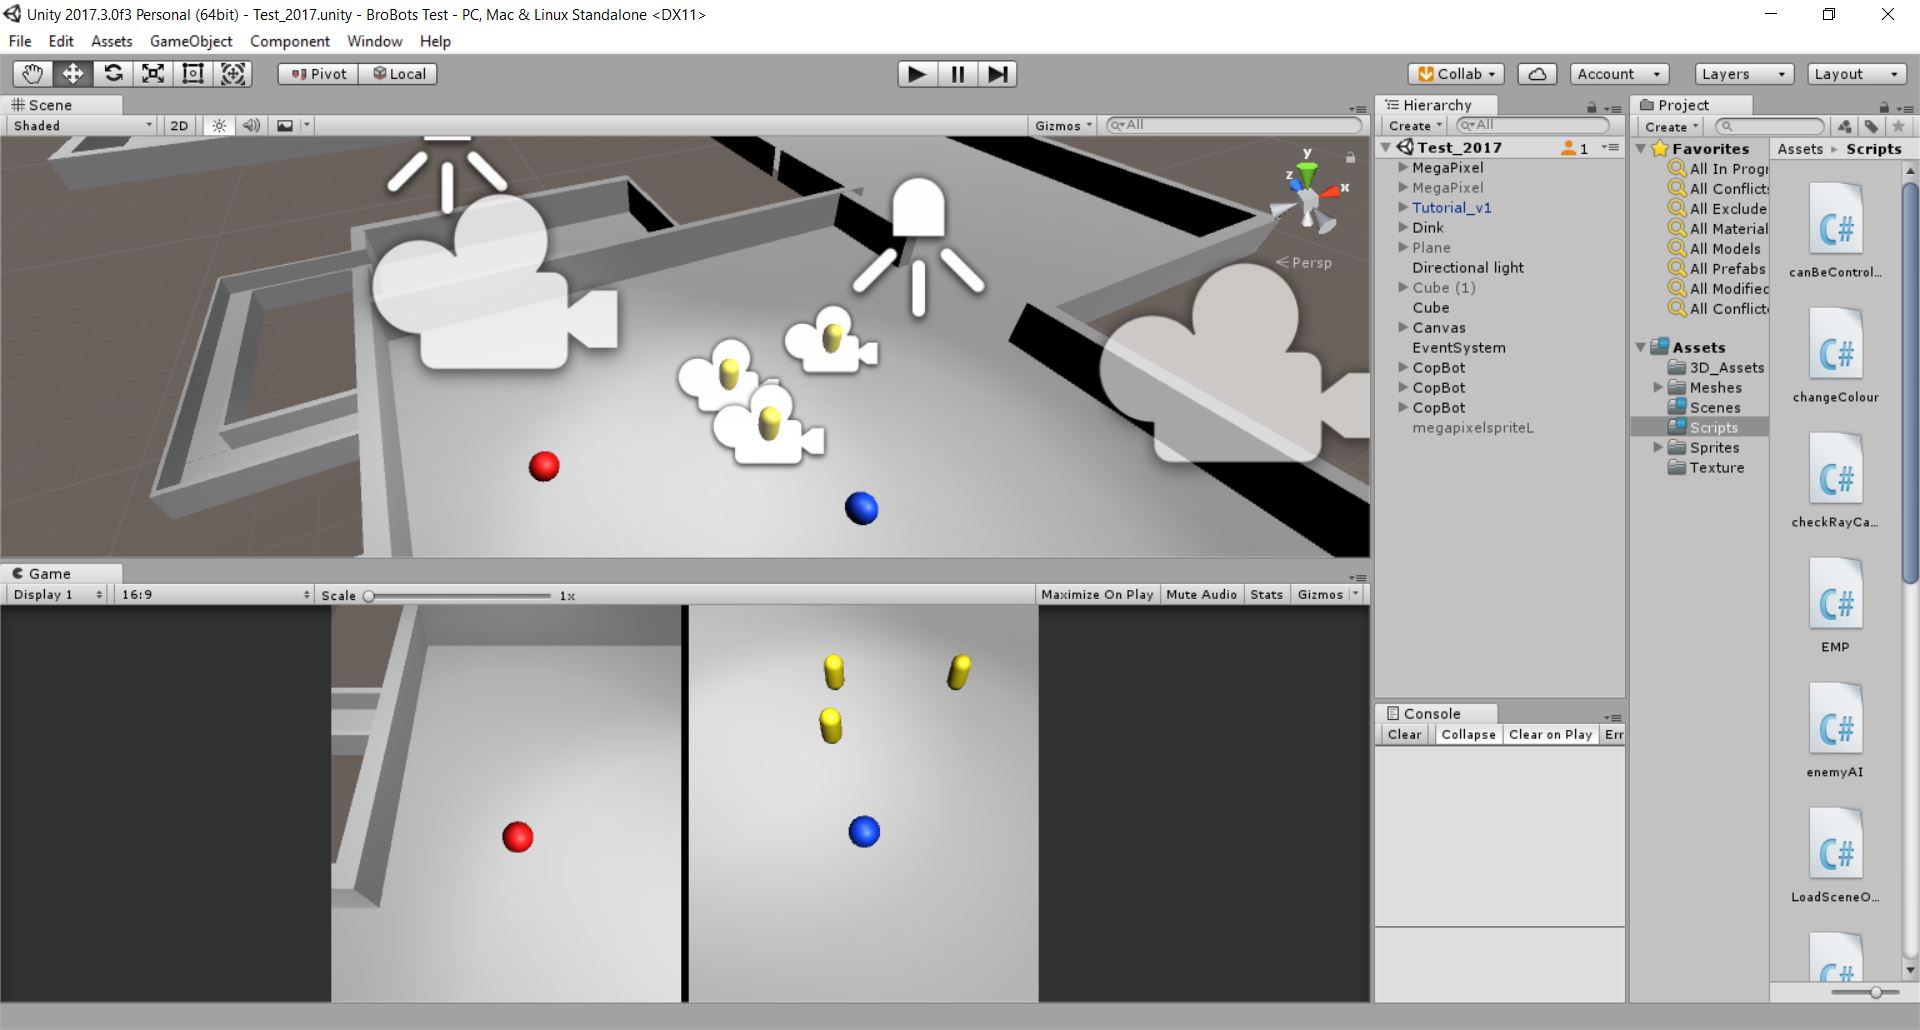 Unity 2017.3.0f3 Personal (64bit) - Test_2017.unity - BroBots Test - PC, Mac & Linux Standalone <DX11>
File Edit Assets GameObject Component Window Help
Pivot Local Collab Account Layers Layout
Scene
Shaded 2D Gizmos All
y
z x
Persp
Game
Display 1 16:9 Scale 1x Maximize On Play Mute Audio Stats Gizmos
Hierarchy
Create All
Test_2017 1
MegaPixel
MegaPixel
Tutorial_v1
Dink
Plane
Directional light
Cube (1)
Cube
Canvas
EventSystem
CopBot
CopBot
CopBot
megapixelspriteL
Console
Clear Collapse Clear on Play Err
Project
Create
Favorites
All In Progr
All Conflicts
All Exclude
All Material
All Models
All Prefabs
All Modified
All Conflicte
Assets
3D_Assets
Meshes
Scenes
Scripts
Sprites
Texture
Assets Scripts
C#
canBeControl...
C#
changeColour
C#
checkRayCa...
C#
EMP
C#
enemyAI
C#
LoadSceneO...
C#